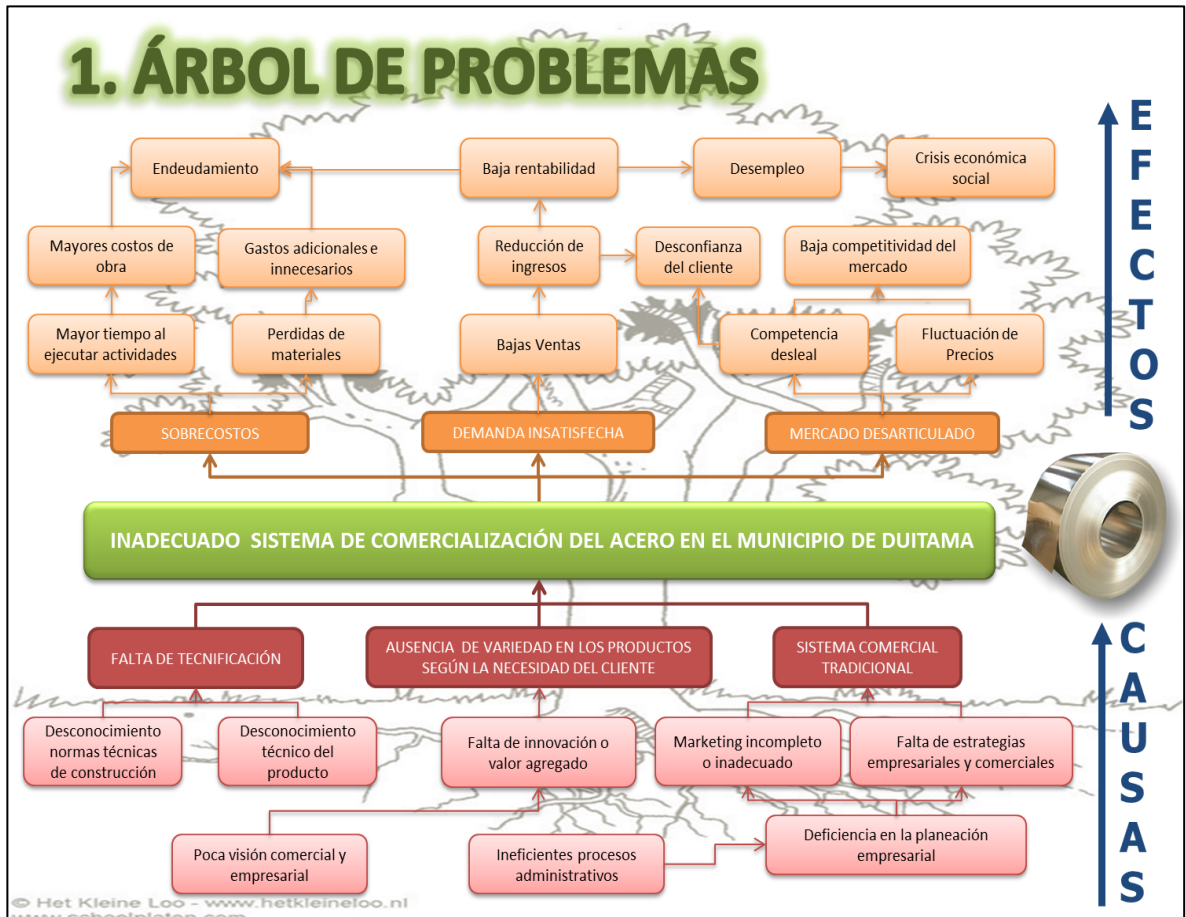 1. ÁRBOL DE PROBLEMAS
Endeudamiento
Baja rentabilidad
Desempleo
Crisis económica
social
Mayores costos de
obra
Gastos adicionales e
innecesarios
Reducción de
ingresos
Desconfianza
del cliente
Baja competitividad del
mercado
Mayor tiempo al
ejecutar actividades
Perdidas de
materiales
Bajas Ventas
Competencia
desleal
Fluctuación de
Precios
SOBRECOSTOS
DEMANDA INSATISFECHA
MERCADO DESARTICULADO
EFECTOS
INADECUADO SISTEMA DE COMERCIALIZACIÓN DEL ACERO EN EL MUNICIPIO DE DUITAMA
FALTA DE TECNIFICACIÓN
AUSENCIA DE VARIEDAD EN LOS PRODUCTOS
SEGÚN LA NECESIDAD DEL CLIENTE
SISTEMA COMERCIAL
TRADICIONAL
Desconocimiento
normas técnicas
de construcción
Desconocimiento
técnico del
producto
Falta de innovación o
valor agregado
Marketing incompleto
o inadecuado
Falta de estrategias
empresariales y comerciales
Poca visión comercial y
empresarial
Ineficientes procesos
administrativos
Deficiencia en la planeación
empresarial
CAUSAS
© Het Kleine Loo - www.hetkleineloo.nl